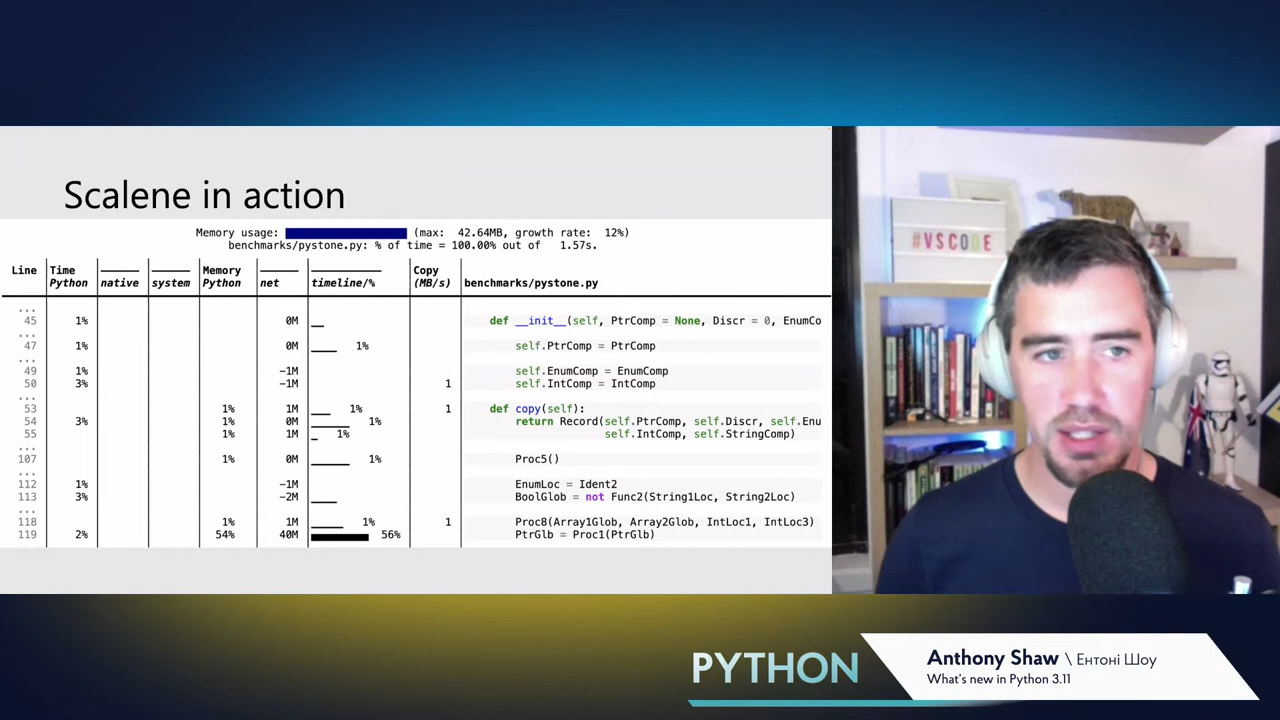 Scalene in action
Memory usage: (max: 42.64MB, growth rate: 12%)
benchmarks/pystone.py: % of time = 100.00% out of 1.57s.
Line Time Python native system Memory Python net timeline/% Copy (MB/s) benchmarks/pystone.py
...
45 1% 0M def __init__(self, PtrComp = None, Discr = 0, EnumCo
...
47 1% 0M 1% self.PtrComp = PtrComp
...
49 1% -1M self.EnumComp = EnumComp
50 3% -1M 1 self.IntComp = IntComp
...
53 1% 1M 1% 1 def copy(self):
54 3% 1% 0M 1% return Record(self.PtrComp, self.Discr, self.Enu
55 1% 1M 1% self.IntComp, self.StringComp)
...
107 1% 0M 1% Proc5()
...
112 1% -1M EnumLoc = Ident2
113 3% -2M BoolGlob = not Func2(String1Loc, String2Loc)
...
118 1% 1M 1% 1 Proc8(Array1Glob, Array2Glob, IntLoc1, IntLoc3)
119 2% 54% 40M 56% PtrGlb = Proc1(PtrGlb)
#VSCODE
PYTHON
Anthony Shaw \ Ентоні Шоу
What's new in Python 3.11